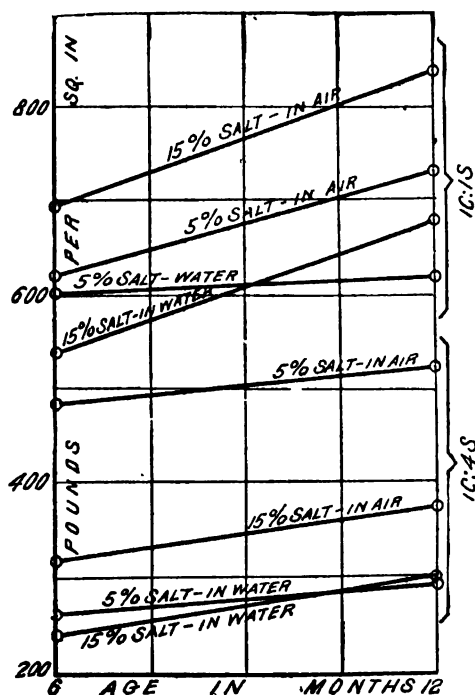 SQ. IN
PER
POUNDS
800
600
400
200
15% SALT-IN AIR
5% SALT-IN AIR
5% SALT-WATER
15% SALT-IN WATER
5% SALT-IN AIR
15% SALT-IN AIR
5% SALT-IN WATER
15% SALT-IN WATER
1C:1S
1C:4S
6 AGE IN MONTHS 12